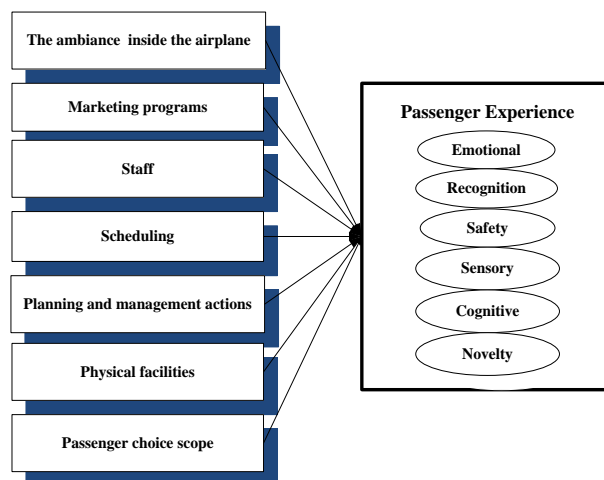 The ambiance inside the airplane
Marketing programs
Staff
Scheduling
Planning and management actions
Physical facilities
Passenger choice scope
Passenger Experience
Emotional
Recognition
Safety
Sensory
Cognitive
Novelty